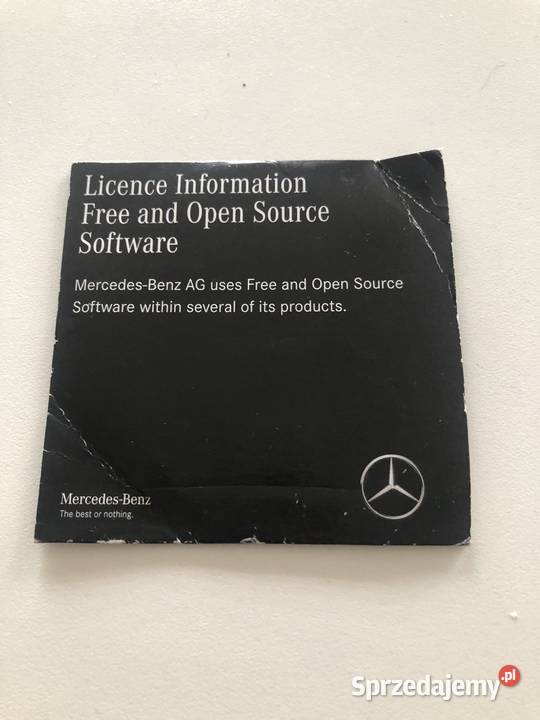 Licence Information
Free and Open Source
Software
Mercedes-Benz AG uses Free and Open Source
Software within several of its products.
Mercedes-Benz
The best or nothing.
Sprzedajemy.pl